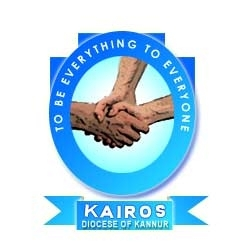 TO BE EVERYTHING TO EVERYONE
KAIROS
DIOCESE OF KANNUR